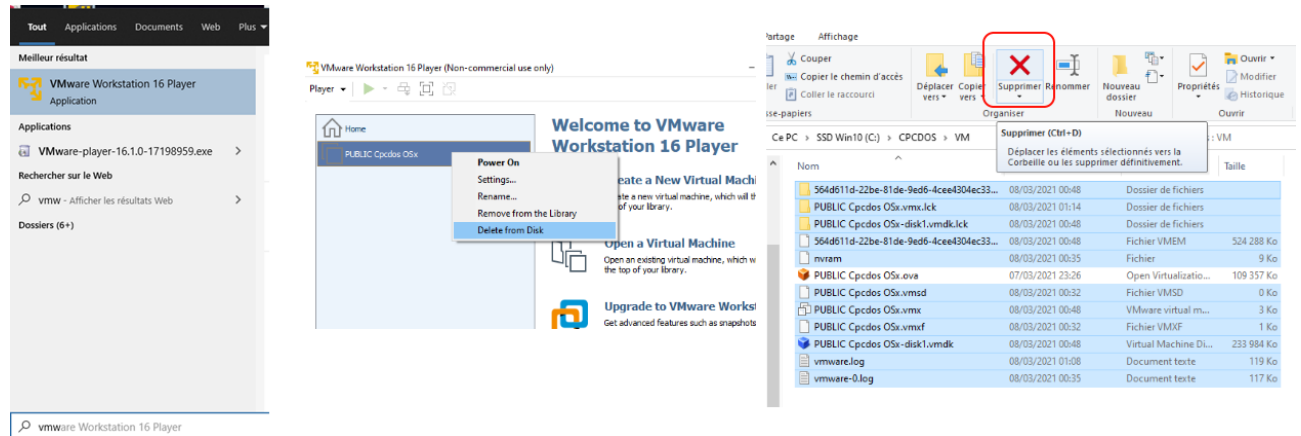 Tout Applications Documents Web Plus
Meilleur résultat
VMware Workstation 16 Player
Application
Applications
VMware-player-16.1.0-17198959.exe
Rechercher sur le Web
vmw - Afficher les résultats Web
Dossiers (6+)
vmware Workstation 16 Player
VMware Workstation 16 Player (Non-commercial use only)
Player
Home
PUBLIC Cpcdos OSx
Power On
Settings...
Rename...
Remove from the Library
Delete from Disk
Welcome to VMware
Workstation 16 Player
eate a New Virtual Machi
ate a new virtual machine, which will th
of your library.
Open a Virtual Machine
Open an existing virtual machine, which w
the top of your library.
Upgrade to VMware Works
Get advanced features such as snapshots
Partage Affichage
Couper
Copier le chemin d'accès
Coller le raccourci
sse-papiers
Déplacer vers
Copier vers
Supprimer
Renommer
Organiser
Nouveau dossier
Nouveau
Propriétés
Ouvrir
Modifier
Historique
Ouvrir
Ce PC > SSD Win10 (C:) > CPCDOS > VM
: VM
Supprimer (Ctrl+D)
Déplacer les éléments sélectionnés vers la
Corbeille ou les supprimer définitivement.
Nom Taille
564d611d-22be-81de-9ed6-4cee4304ec33... 08/03/2021 00:48 Dossier de fichiers
PUBLIC Cpcdos OSx.vmx.lck 08/03/2021 01:14 Dossier de fichiers
PUBLIC Cpcdos OSx-disk1.vmdk.lck 08/03/2021 00:48 Dossier de fichiers
564d611d-22be-81de-9ed6-4cee4304ec33... 08/03/2021 00:48 Fichier VMEM 524 288 Ko
nvram 08/03/2021 00:35 Fichier 9 Ko
PUBLIC Cpcdos OSx.ova 07/03/2021 23:26 Open Virtualizatio... 109 357 Ko
PUBLIC Cpcdos OSx.vmsd 08/03/2021 00:32 Fichier VMSD 0 Ko
PUBLIC Cpcdos OSx.vmx 08/03/2021 00:48 VMware virtual m... 3 Ko
PUBLIC Cpcdos OSx.vmxf 08/03/2021 00:32 Fichier VMXF 1 Ko
PUBLIC Cpcdos OSx-disk1.vmdk 08/03/2021 00:48 Virtual Machine Di... 233 984 Ko
vmware.log 08/03/2021 01:08 Document texte 119 Ko
vmware-0.log 08/03/2021 00:35 Document texte 117 Ko